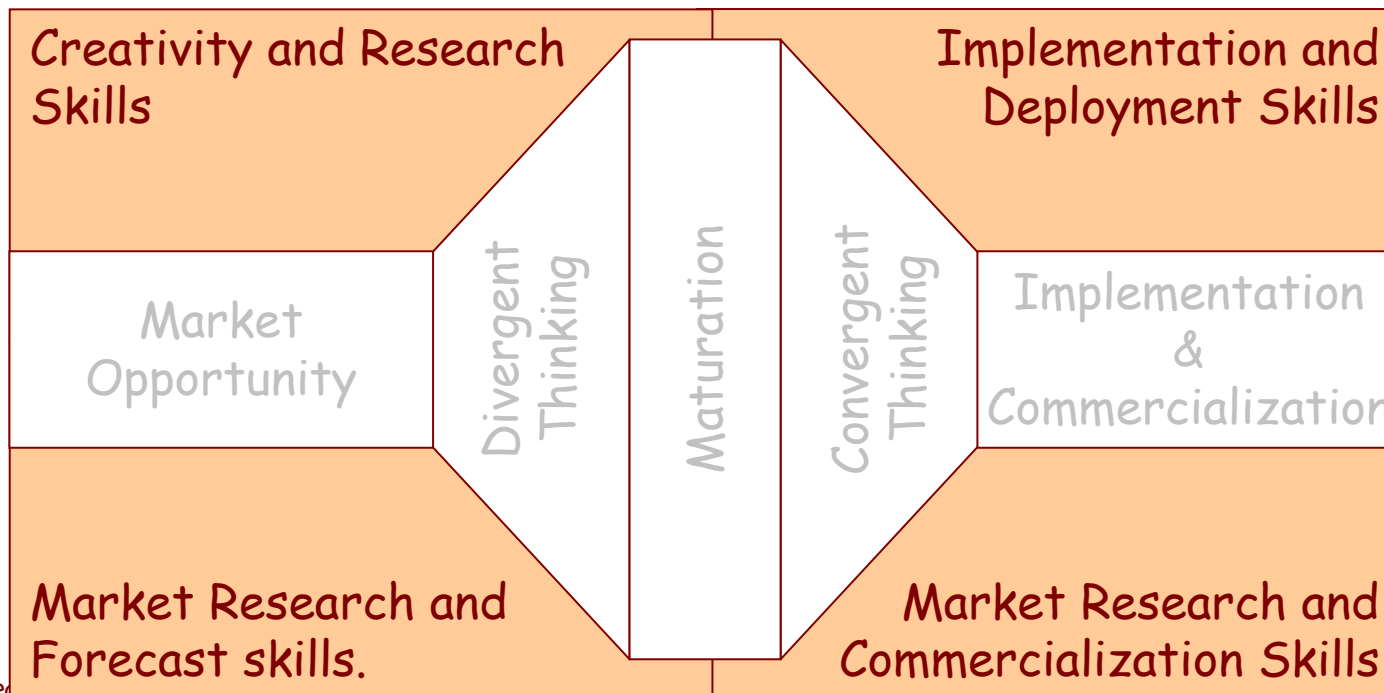 Creativity and Research
Skills
Implementation and
Deployment Skills
Market
Opportunity
Divergent
Thinking
Maturation
Convergent
Thinking
Implementation
&
Commercialization
Market Research and
Forecast skills.
Market Research and
Commercialization Skills